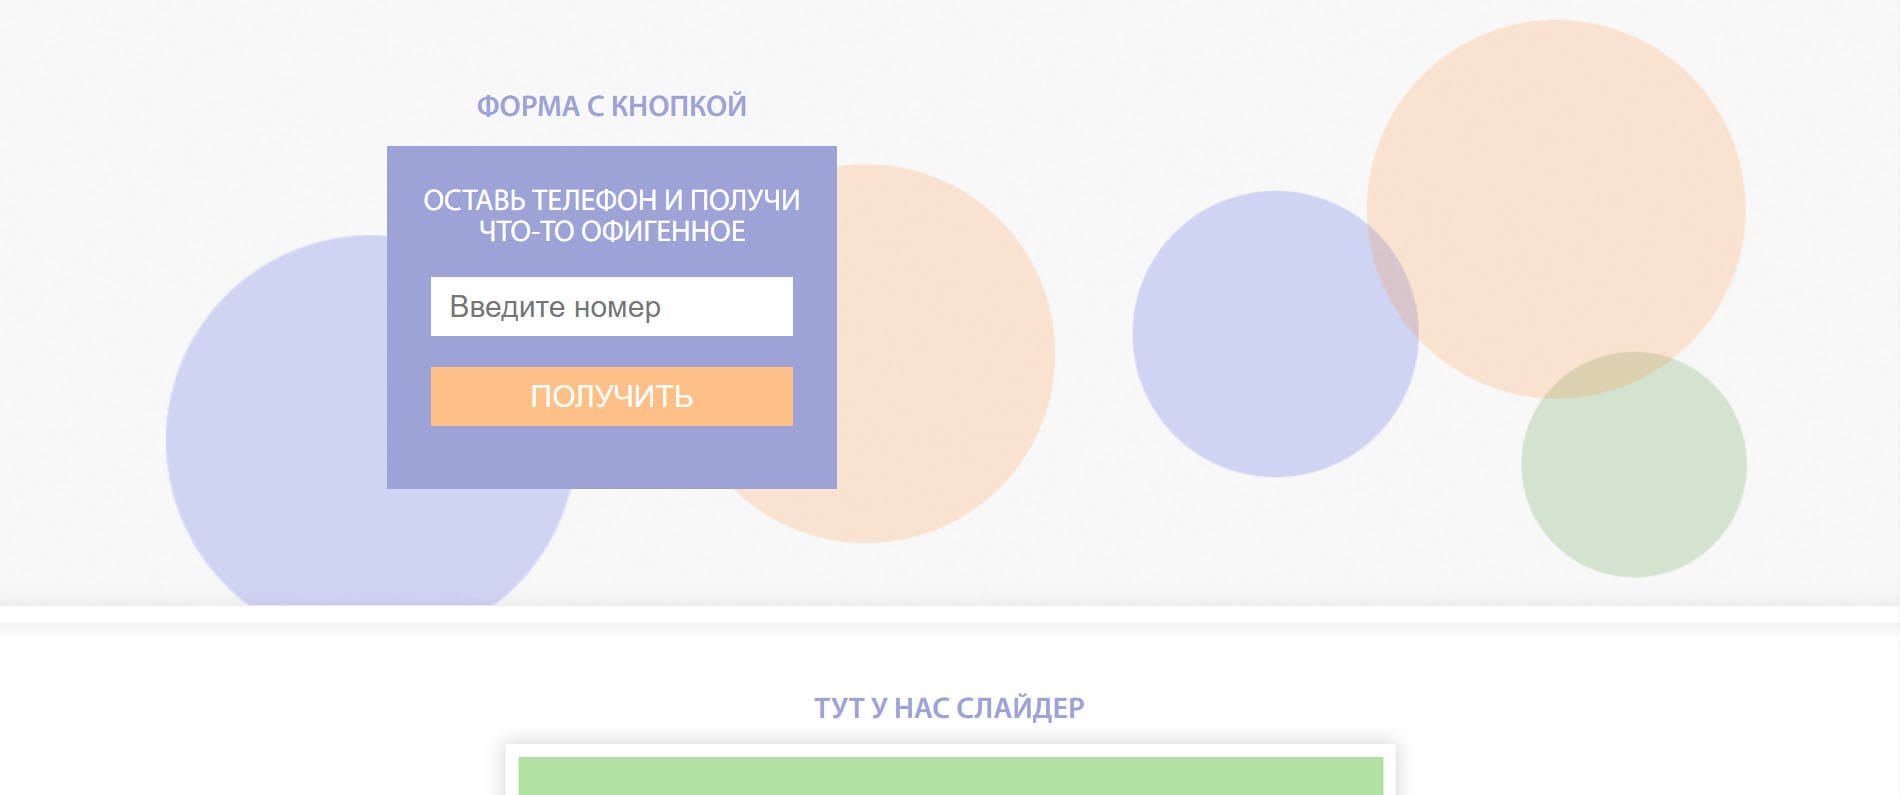 ФОРМА С КНОПКОЙ
ОСТАВЬ ТЕЛЕФОН И ПОЛУЧИ
ЧТО-ТО ОФИГЕННОЕ
Введите номер
ПОЛУЧИТЬ
ТУТ У НАС СЛАЙДЕР